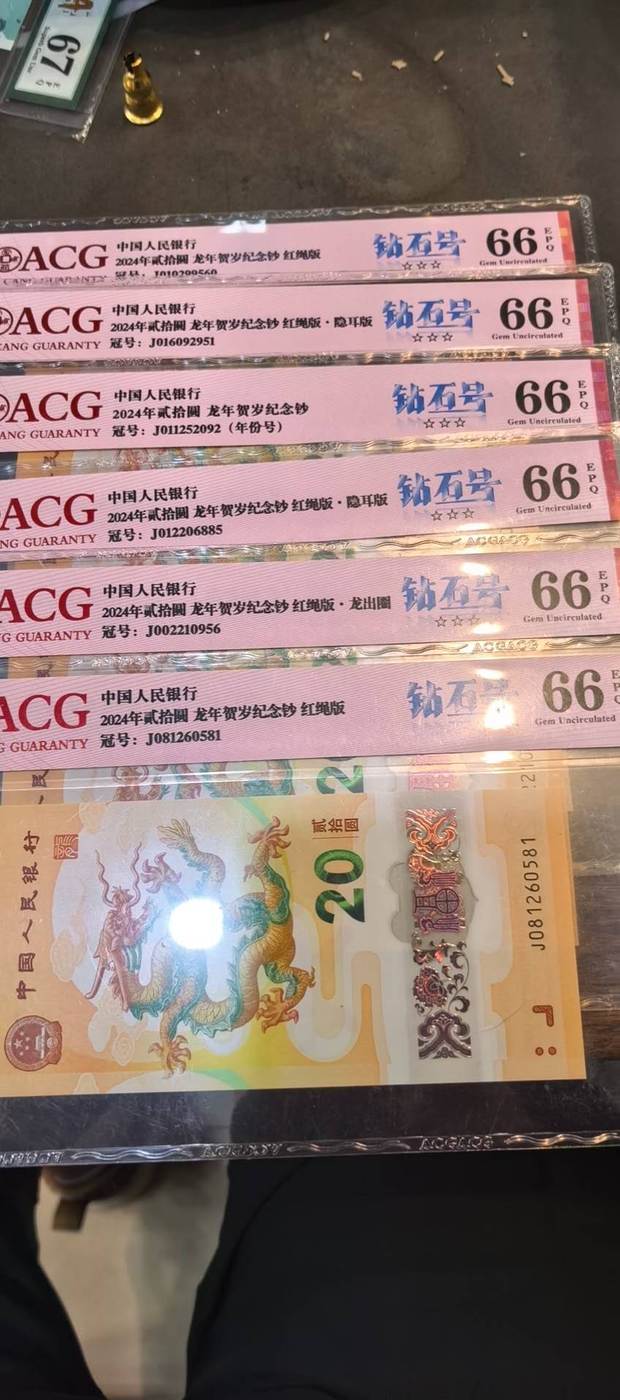 67
EPQ
ACG
中国人民银行
2024年贰拾圆 龙年贺岁纪念钞 红绳版
冠号：J010299560
钻石号
☆☆☆
66
EPQ
Gem Uncirculated
ACG
ANG GUARANTY
中国人民银行
2024年贰拾圆 龙年贺岁纪念钞 红绳版·隐耳版
冠号：J016092951
钻石号
☆☆☆
66
EPQ
Gem Uncirculated
ACG
ANG GUARANTY
中国人民银行
2024年贰拾圆 龙年贺岁纪念钞
冠号：J011252092（年份号）
钻石号
☆☆☆
66
EPQ
Gem Uncirculated
ACG
NG GUARANTY
中国人民银行
2024年贰拾圆 龙年贺岁纪念钞 红绳版·隐耳版
冠号：J012206885
钻石号
☆☆☆
66
EPQ
Gem Uncirculated
ACG
G GUARANTY
中国人民银行
2024年贰拾圆 龙年贺岁纪念钞 红绳版·龙出圈
冠号：J002210956
钻石号
☆☆☆
66
EPQ
Gem Uncirculated
ACG
G GUARANTY
中国人民银行
2024年贰拾圆 龙年贺岁纪念钞 红绳版
冠号：J081260581
钻石号
66
EPQ
Gem Uncirculated
中国人民银行
贰拾圆
20
J081260581